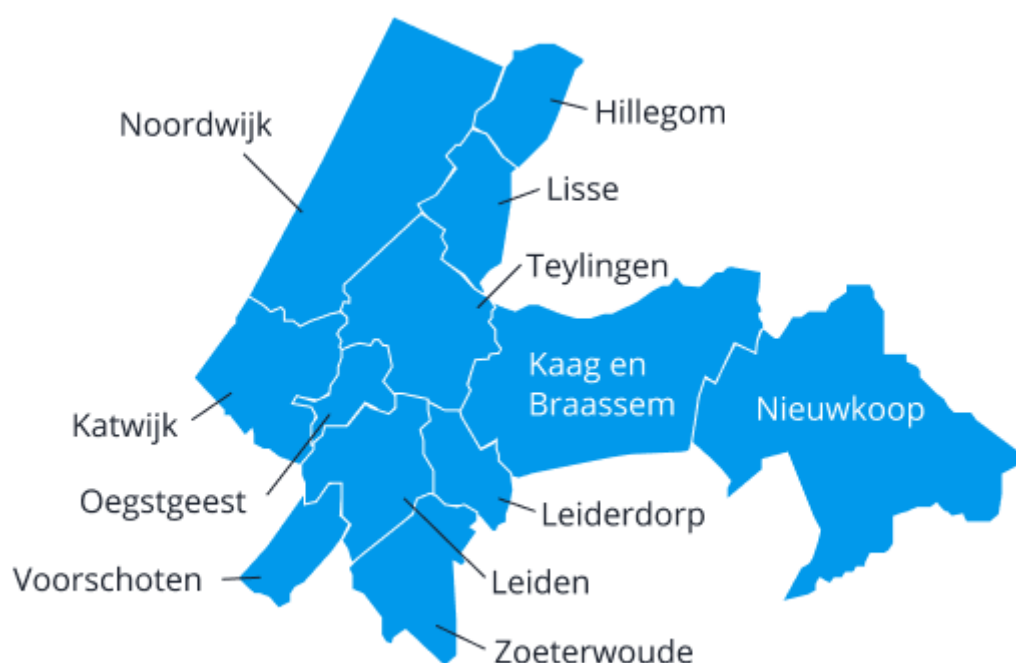 Hillegom
Noordwijk
Lisse
Teylingen
Kaag en
Braassem
Nieuwkoop
Katwijk
Oegstgeest
Leiderdorp
Voorschoten
Leiden
Zoeterwoude